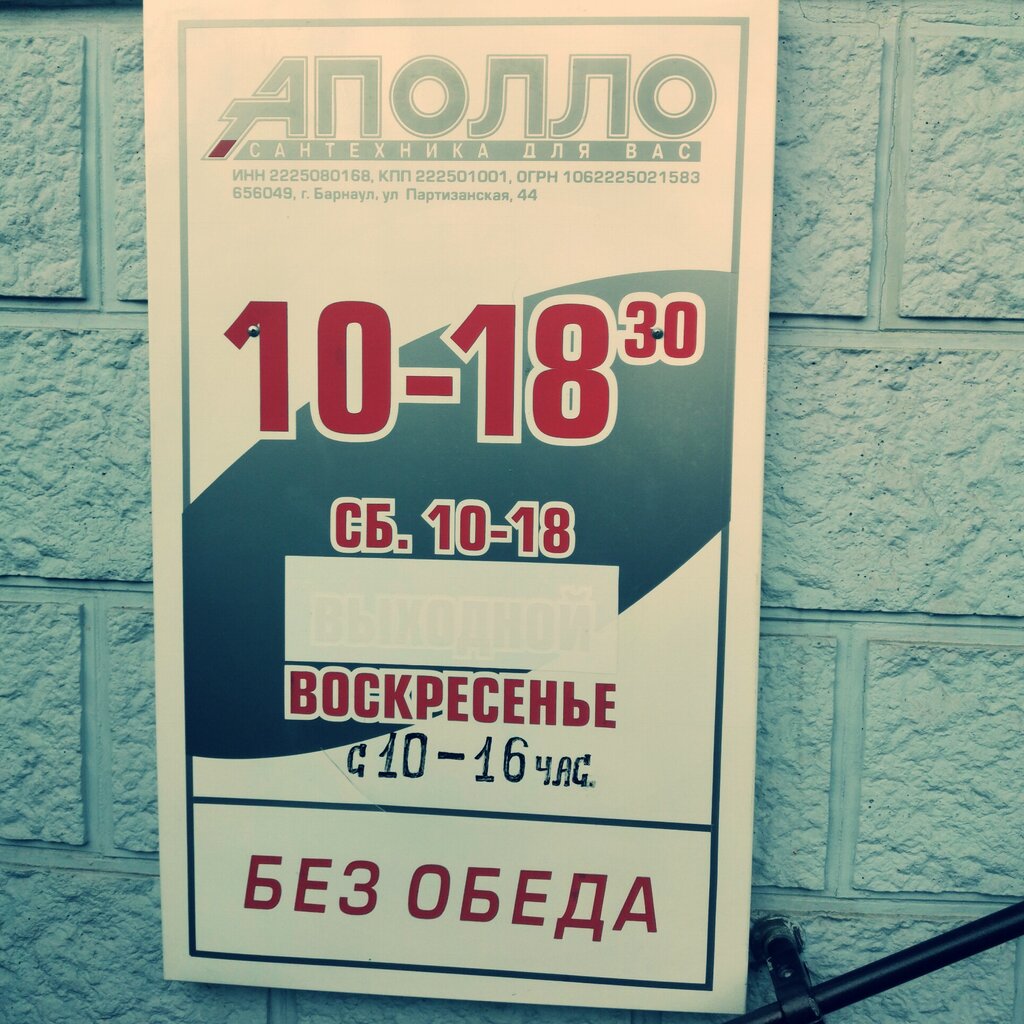 АПОЛЛО
САНТЕХНИКА ДЛЯ ВАС
ИНН 2225080168, КПП 222501001, ОГРН 1062225021583
656049, г. Барнаул, ул Партизанская, 44
10-18 30
СБ. 10-18
ВЫХОДНОЙ
ВОСКРЕСЕНЬЕ
с 10-16 час.
БЕЗ ОБЕДА